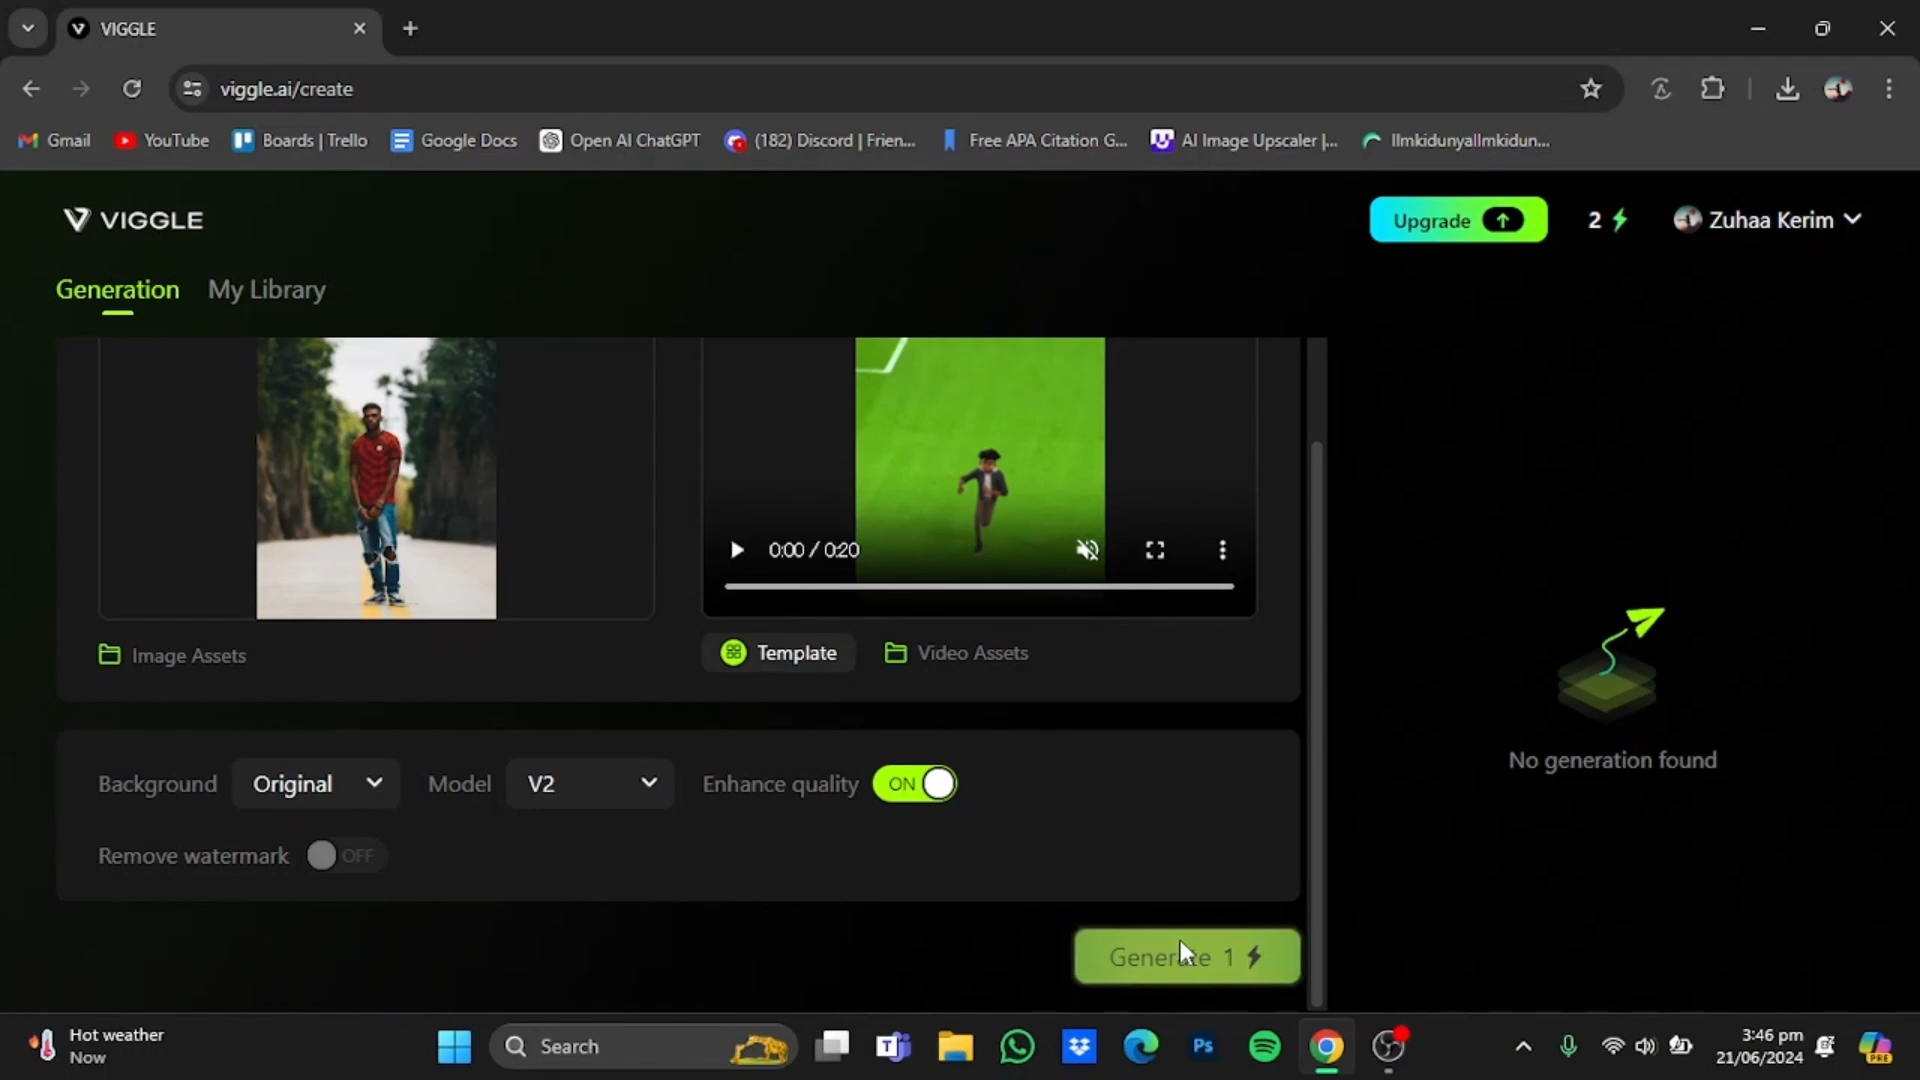 VIGGLE
viggle.ai/create
Gmail
YouTube
Boards | Trello
Google Docs
Open AI ChatGPT
(182) Discord | Frien...
Free APA Citation G...
AI Image Upscaler |...
IlmkidunyaIlmkidun...
VIGGLE
Upgrade
2
Zuhaa Kerim
Generation
My Library
0:00 / 0:20
Image Assets
Template
Video Assets
Background
Original
Model
V2
Enhance quality
ON
Remove watermark
OFF
No generation found
Generate 1
Hot weather
Now
Search
T
Ps
3:46 pm
21/06/2024
PRE